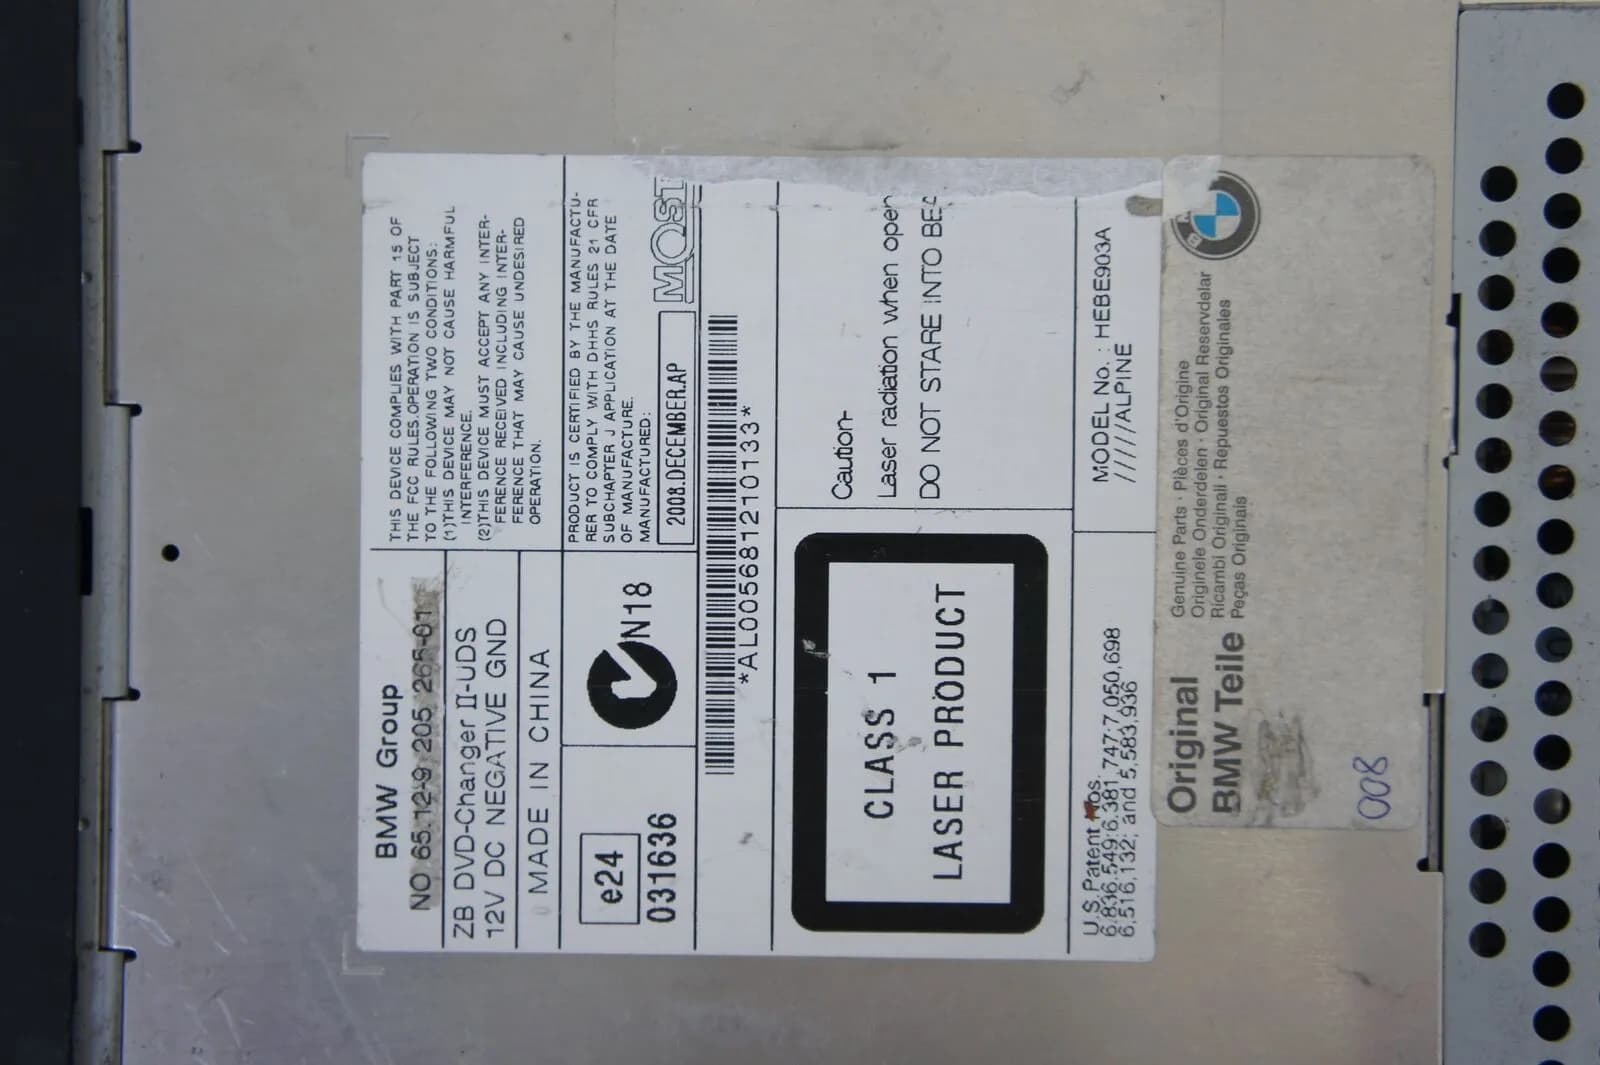 BMW Group
NO 65.12-9 205 265-01
ZB DVD-Changer II-UDS
12V DC NEGATIVE GND
MADE IN CHINA
THIS DEVICE COMPLIES WITH PART 15 OF
THE FCC RULES.OPERATION IS SUBJECT
TO THE FOLLOWING TWO CONDITIONS:
(1)THIS DEVICE MAY NOT CAUSE HARMFUL
INTERFERENCE.
(2)THIS DEVICE MUST ACCEPT ANY INTER-
FERENCE RECEIVED INCLUDING INTER-
FERENCE THAT MAY CAUSE UNDESIRED
OPERATION.
e24
031636
N18
PRODUCT IS CERTIFIED BY THE MANUFACTU-
RER TO COMPLY WITH DHHS RULES 21 CFR
SUBCHAPTER J APPLICATION AT THE DATE
OF MANUFACTURE.
MANUFACTURED:
2008.DECEMBER.AP
MOST
*AL005681210133*
CLASS 1
LASER PRODUCT
Caution-
Laser radiation when open
DO NOT STARE INTO
U.S.Patent Nos.
6,836,549;6,381,747;7,050,698
6,516,132; and 5,583,936
MODEL No. : HEBE903A
//////ALPINE
Original
BMW Teile
Genuine Parts · Pièces d'Origine
Originele Onderdelen · Original Reservdelar
Ricambi Originali · Repuestos Originales
Peças Originais
008